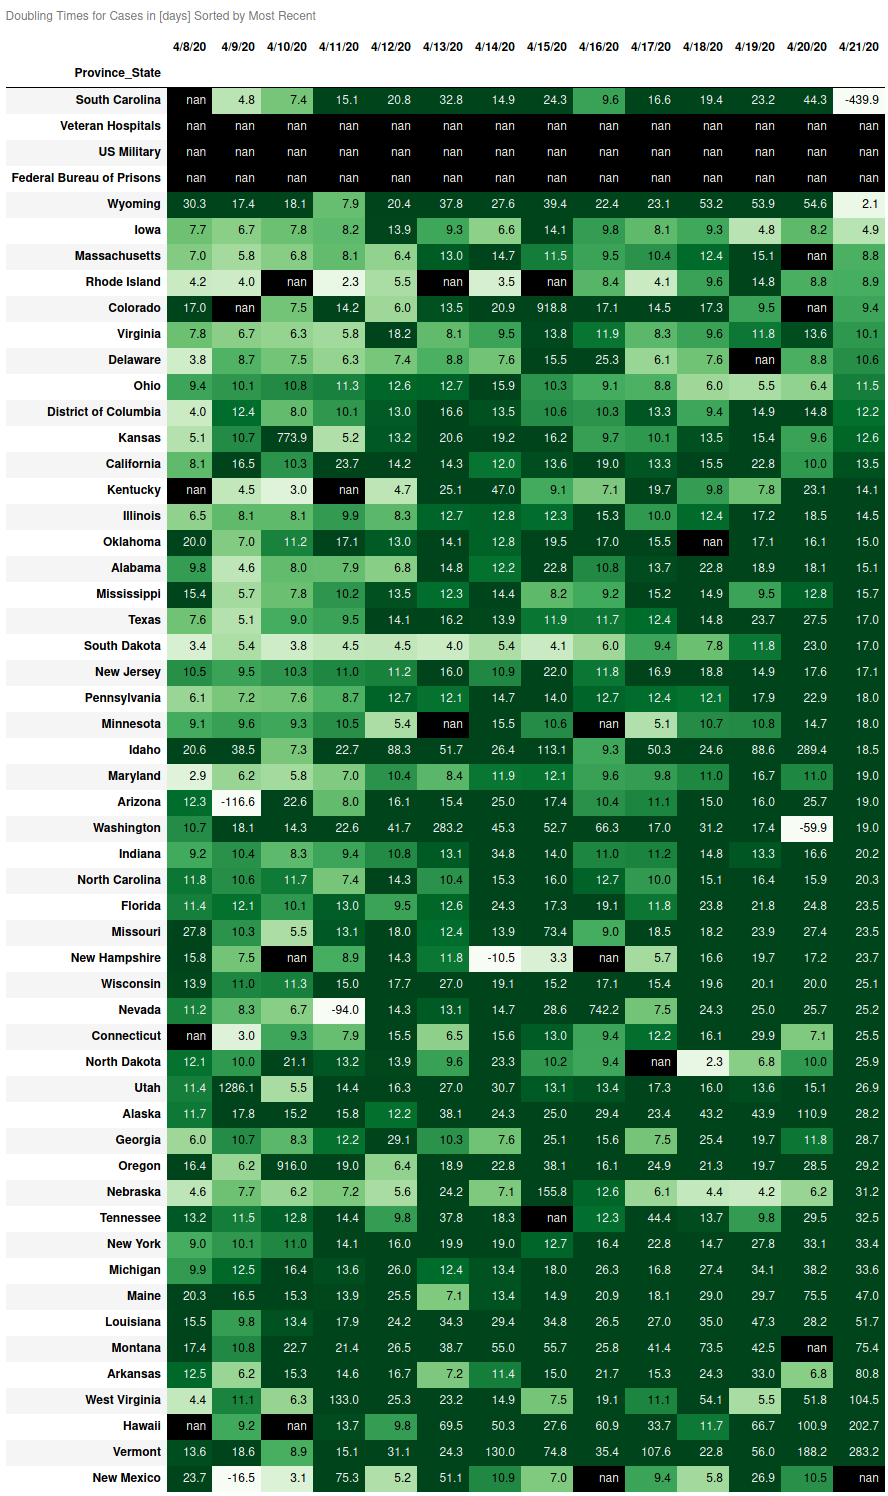 Doubling Times for Cases in [days] Sorted by Most Recent
4/8/20 4/9/20 4/10/20 4/11/20 4/12/20 4/13/20 4/14/20 4/15/20 4/16/20 4/17/20 4/18/20 4/19/20 4/20/20 4/21/20
Province_State
South Carolina nan 4.8 7.4 15.1 20.8 32.8 14.9 24.3 9.6 16.6 19.4 23.2 44.3 -439.9
Veteran Hospitals nan nan nan nan nan nan nan nan nan nan nan nan nan nan
US Military nan nan nan nan nan nan nan nan nan nan nan nan nan nan
Federal Bureau of Prisons nan nan nan nan nan nan nan nan nan nan nan nan nan nan
Wyoming 30.3 17.4 18.1 7.9 20.4 37.8 27.6 39.4 22.4 23.1 53.2 53.9 54.6 2.1
Iowa 7.7 6.7 7.8 8.2 13.9 9.3 6.6 14.1 9.8 8.1 9.3 4.8 8.2 4.9
Massachusetts 7.0 5.8 6.8 8.1 6.4 13.0 14.7 11.5 9.5 10.4 12.4 15.1 nan 8.8
Rhode Island 4.2 4.0 nan 2.3 5.5 nan 3.5 nan 8.4 4.1 9.6 14.8 8.8 8.9
Colorado 17.0 nan 7.5 14.2 6.0 13.5 20.9 918.8 17.1 14.5 17.3 9.5 nan 9.4
Virginia 7.8 6.7 6.3 5.8 18.2 8.1 9.5 13.8 11.9 8.3 9.6 11.8 13.6 10.1
Delaware 3.8 8.7 7.5 6.3 7.4 8.8 7.6 15.5 25.3 6.1 7.6 nan 8.8 10.6
Ohio 9.4 10.1 10.8 11.3 12.6 12.7 15.9 10.3 9.1 8.8 6.0 5.5 6.4 11.5
District of Columbia 4.0 12.4 8.0 10.1 13.0 16.6 13.5 10.6 10.3 13.3 9.4 14.9 14.8 12.2
Kansas 5.1 10.7 773.9 5.2 13.2 20.6 19.2 16.2 9.7 10.1 13.5 15.4 9.6 12.6
California 8.1 16.5 10.3 23.7 14.2 14.3 12.0 13.6 19.0 13.3 15.5 22.8 10.0 13.5
Kentucky nan 4.5 3.0 nan 4.7 25.1 47.0 9.1 7.1 19.7 9.8 7.8 23.1 14.1
Illinois 6.5 8.1 8.1 9.9 8.3 12.7 12.8 12.3 15.3 10.0 12.4 17.2 18.5 14.5
Oklahoma 20.0 7.0 11.2 17.1 13.0 14.1 12.8 19.5 17.0 15.5 nan 17.1 16.1 15.0
Alabama 9.8 4.6 8.0 7.9 6.8 14.8 12.2 22.8 10.8 13.7 22.8 18.9 18.1 15.1
Mississippi 15.4 5.7 7.8 10.2 13.5 12.3 14.4 8.2 9.2 15.2 14.9 9.5 12.8 15.7
Texas 7.6 5.1 9.0 9.5 14.1 16.2 13.9 11.9 11.7 12.4 14.8 23.7 27.5 17.0
South Dakota 3.4 5.4 3.8 4.5 4.5 4.0 5.4 4.1 6.0 9.4 7.8 11.8 23.0 17.0
New Jersey 10.5 9.5 10.3 11.0 11.2 16.0 10.9 22.0 11.8 16.9 18.8 14.9 17.6 17.1
Pennsylvania 6.1 7.2 7.6 8.7 12.7 12.1 14.7 14.0 12.7 12.4 12.1 17.9 22.9 18.0
Minnesota 9.1 9.6 9.3 10.5 5.4 nan 15.5 10.6 nan 5.1 10.7 10.8 14.7 18.0
Idaho 20.6 38.5 7.3 22.7 88.3 51.7 26.4 113.1 9.3 50.3 24.6 88.6 289.4 18.5
Maryland 2.9 6.2 5.8 7.0 10.4 8.4 11.9 12.1 9.6 9.8 11.0 16.7 11.0 19.0
Arizona 12.3 -116.6 22.6 8.0 16.1 15.4 25.0 17.4 10.4 11.1 15.0 16.0 25.7 19.0
Washington 10.7 18.1 14.3 22.6 41.7 283.2 45.3 52.7 66.3 17.0 31.2 17.4 -59.9 19.0
Indiana 9.2 10.4 8.3 9.4 10.8 13.1 34.8 14.0 11.0 11.2 14.8 13.3 16.6 20.2
North Carolina 11.8 10.6 11.7 7.4 14.3 10.4 15.3 16.0 12.7 10.0 15.1 16.4 15.9 20.3
Florida 11.4 12.1 10.1 13.0 9.5 12.6 24.3 17.3 19.1 11.8 23.8 21.8 24.8 23.5
Missouri 27.8 10.3 5.5 13.1 18.0 12.4 13.9 73.4 9.0 18.5 18.2 23.9 27.4 23.5
New Hampshire 15.8 7.5 nan 8.9 14.3 11.8 -10.5 3.3 nan 5.7 16.6 19.7 17.2 23.7
Wisconsin 13.9 11.0 11.3 15.0 17.7 27.0 19.1 15.2 17.1 15.4 19.6 20.1 20.0 25.1
Nevada 11.2 8.3 6.7 -94.0 14.3 13.1 14.7 28.6 742.2 7.5 24.3 25.0 25.7 25.2
Connecticut nan 3.0 9.3 7.9 15.5 6.5 15.6 13.0 9.4 12.2 16.1 29.9 7.1 25.5
North Dakota 12.1 10.0 21.1 13.2 13.9 9.6 23.3 10.2 9.4 nan 2.3 6.8 10.0 25.9
Utah 11.4 1286.1 5.5 14.4 16.3 27.0 30.7 13.1 13.4 17.3 16.0 13.6 15.1 26.9
Alaska 11.7 17.8 15.2 15.8 12.2 38.1 24.3 25.0 29.4 23.4 43.2 43.9 110.9 28.2
Georgia 6.0 10.7 8.3 12.2 29.1 10.3 7.6 25.1 15.6 7.5 25.4 19.7 11.8 28.7
Oregon 16.4 6.2 916.0 19.0 6.4 18.9 22.8 38.1 16.1 24.9 21.3 19.7 28.5 29.2
Nebraska 4.6 7.7 6.2 7.2 5.6 24.2 7.1 155.8 12.6 6.1 4.4 4.2 6.2 31.2
Tennessee 13.2 11.5 12.8 14.4 9.8 37.8 18.3 nan 12.3 44.4 13.7 9.8 29.5 32.5
New York 9.0 10.1 11.0 14.1 16.0 19.9 19.0 12.7 16.4 22.8 14.7 27.8 33.1 33.4
Michigan 9.9 12.5 16.4 13.6 26.0 12.4 13.4 18.0 26.3 16.8 27.4 34.1 38.2 33.6
Maine 20.3 16.5 15.3 13.9 25.5 7.1 13.4 14.9 20.9 18.1 29.0 29.7 75.5 47.0
Louisiana 15.5 9.8 13.4 17.9 24.2 34.3 29.4 34.8 26.5 27.0 35.0 47.3 28.2 51.7
Montana 17.4 10.8 22.7 21.4 26.5 38.7 55.0 55.7 25.8 41.4 73.5 42.5 nan 75.4
Arkansas 12.5 6.2 15.3 14.6 16.7 7.2 11.4 15.0 21.7 15.3 24.3 33.0 6.8 80.8
West Virginia 4.4 11.1 6.3 133.0 25.3 23.2 14.9 7.5 19.1 11.1 54.1 5.5 51.8 104.5
Hawaii nan 9.2 nan 13.7 9.8 69.5 50.3 27.6 60.9 33.7 11.7 66.7 100.9 202.7
Vermont 13.6 18.6 8.9 15.1 31.1 24.3 130.0 74.8 35.4 107.6 22.8 56.0 188.2 283.2
New Mexico 23.7 -16.5 3.1 75.3 5.2 51.1 10.9 7.0 nan 9.4 5.8 26.9 10.5 nan